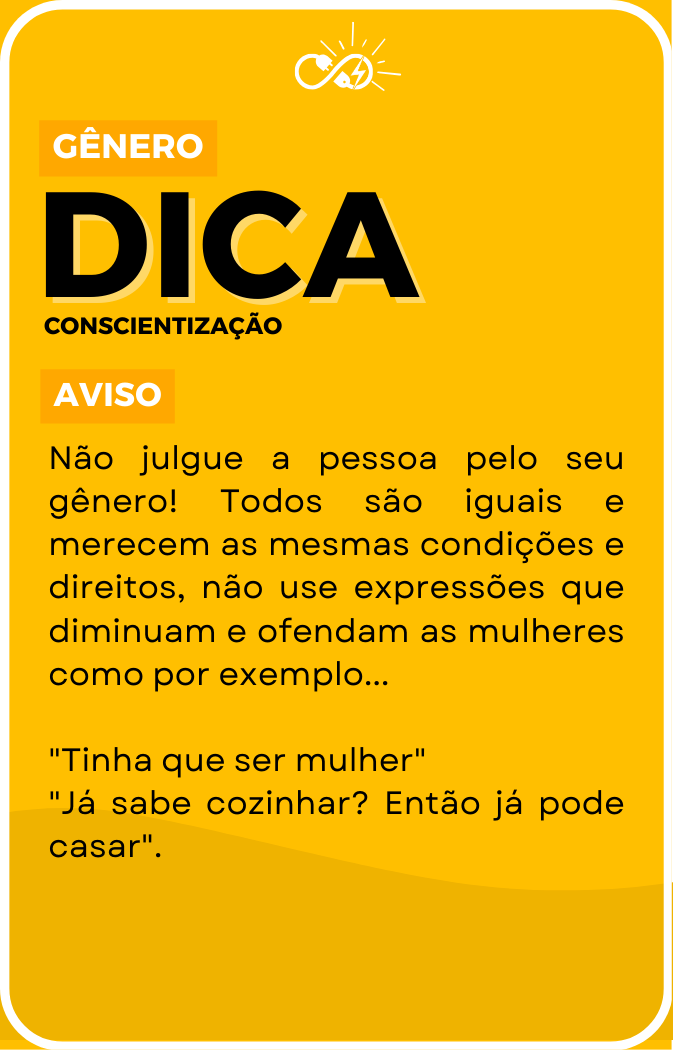 GÊNERO
DICA
CONSCIENTIZAÇÃO
AVISO
Não julgue a pessoa pelo seu
gênero! Todos são iguais e
merecem as mesmas condições e
direitos, não use expressões que
diminuam e ofendam as mulheres
como por exemplo...
"Tinha que ser mulher"
"Já sabe cozinhar? Então já pode
casar".